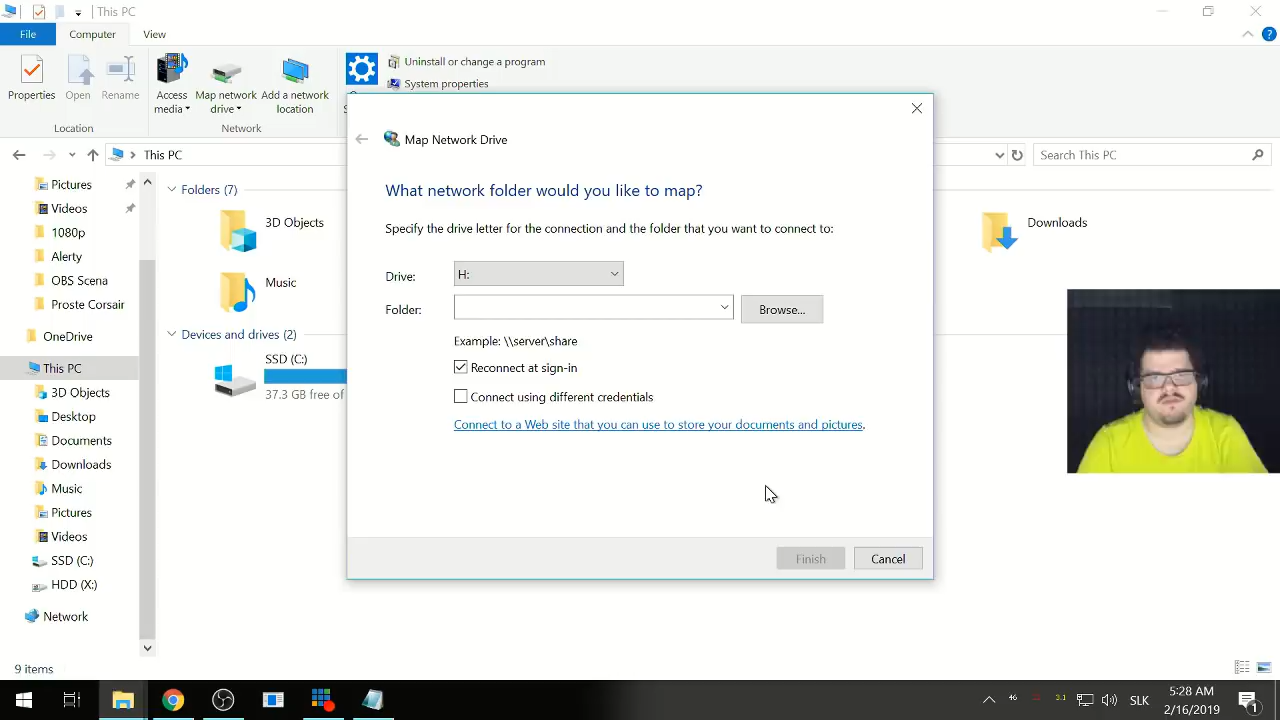 This PC
File
Computer
View
Properties
Open
Rename
Access media
Map network drive
Add a network location
Uninstall or change a program
System properties
Location
Network
This PC
Search This PC
Pictures
Videos
1080p
Alerty
OBS Scena
Proste Corsair
OneDrive
This PC
3D Objects
Desktop
Documents
Downloads
Music
Pictures
Videos
SSD (C:)
HDD (X:)
Network
9 items
Folders (7)
3D Objects
Downloads
Music
Devices and drives (2)
SSD (C:)
37.3 GB free of
Map Network Drive
What network folder would you like to map?
Specify the drive letter for the connection and the folder that you want to connect to:
Drive:
H:
Folder:
Browse...
Example: \\server\share
Reconnect at sign-in
Connect using different credentials
Connect to a Web site that you can use to store your documents and pictures.
Finish
Cancel
46
3.1
SLK
5:28 AM
2/16/2019
1